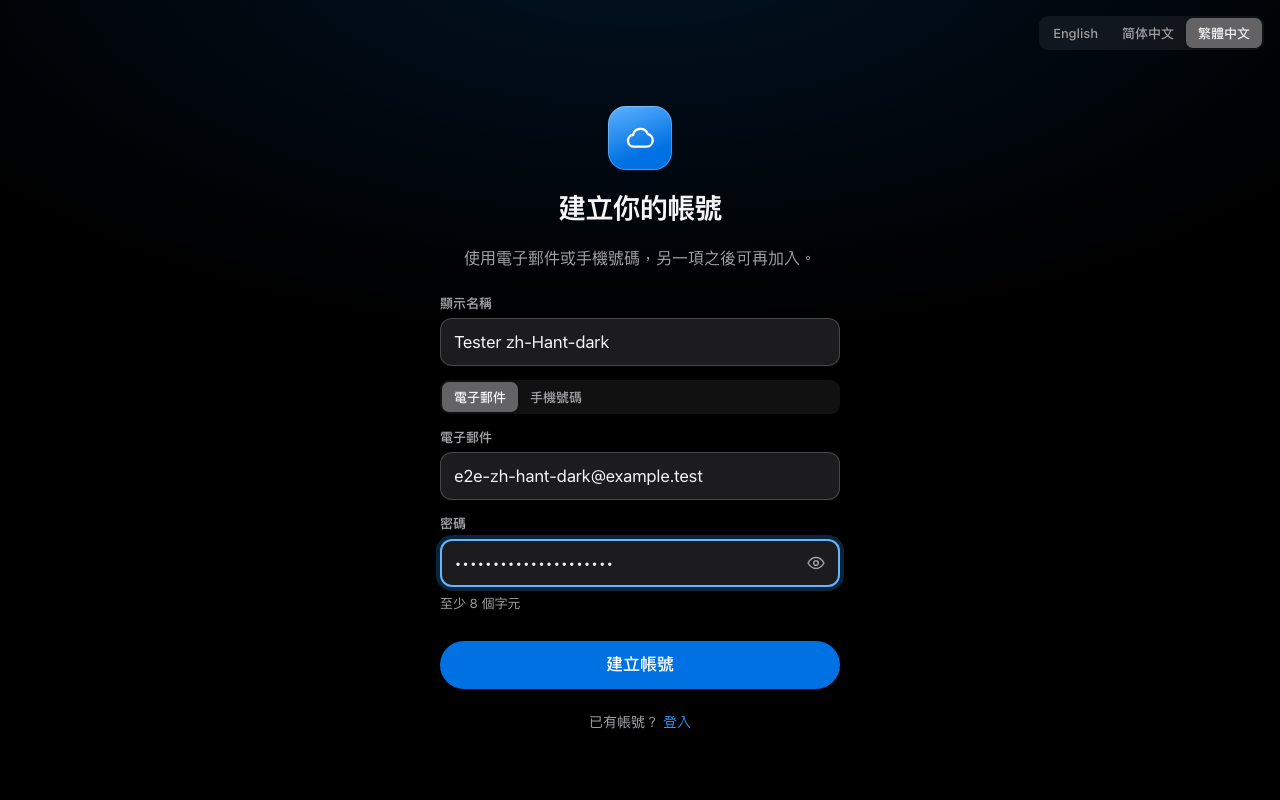 English 简体中文 繁體中文
建立你的帳號
使用電子郵件或手機號碼，另一項之後可再加入。
顯示名稱
Tester zh-Hant-dark
電子郵件 手機號碼
電子郵件
e2e-zh-hant-dark@example.test
密碼
••••••••••••••••••••
至少 8 個字元
建立帳號
已有帳號？ 登入